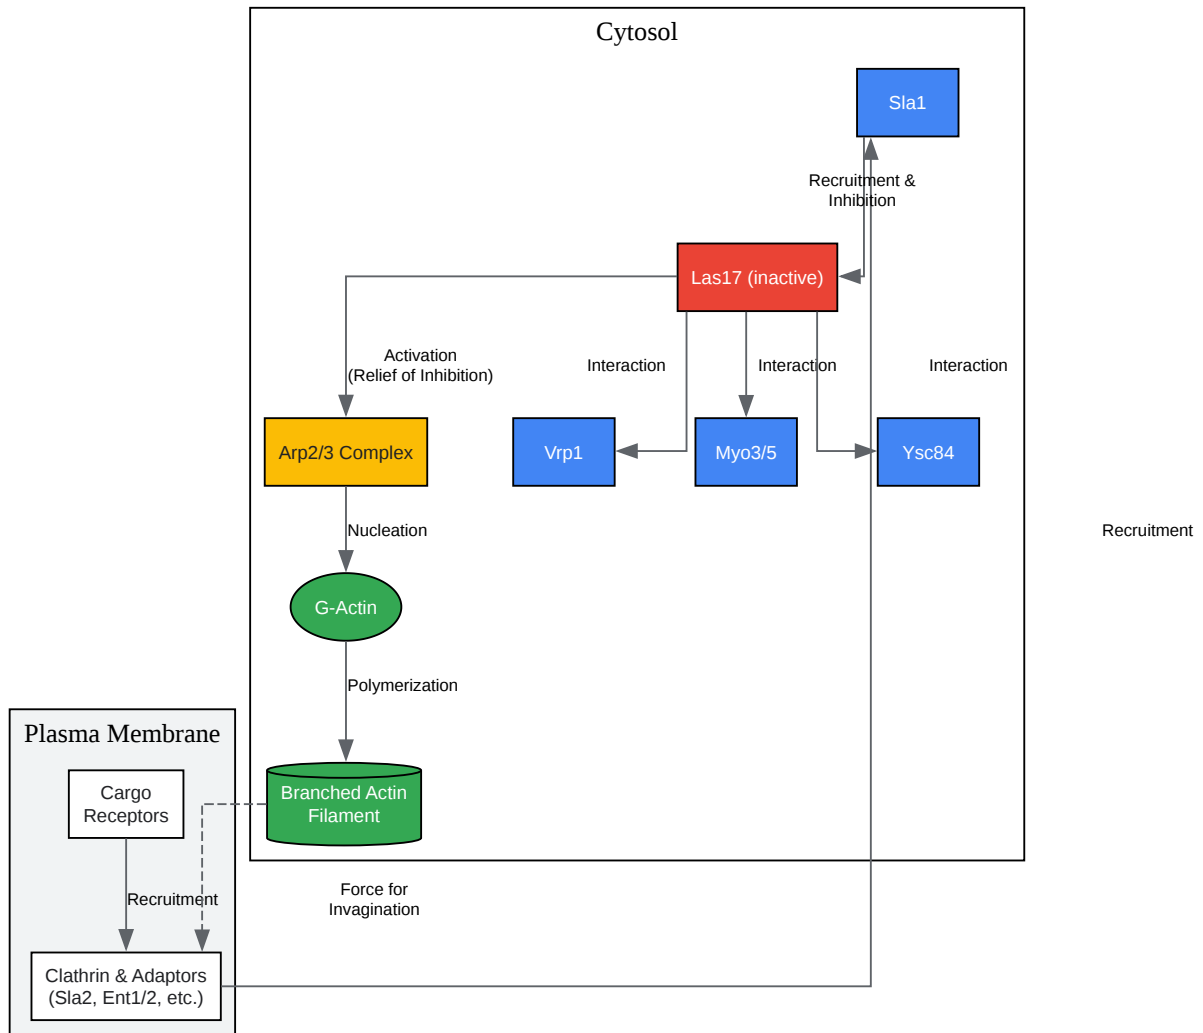 Cytosol
Sla1
Recruitment &
Inhibition
Las17 (inactive)
Activation
(Relief of Inhibition)
Interaction
Interaction
Interaction
Arp2/3 Complex
Vrp1
Myo3/5
Ysc84
Nucleation
Recruitment
G-Actin
Polymerization
Plasma Membrane
Cargo
Receptors
Branched Actin
Filament
Recruitment
Force for
Invagination
Clathrin & Adaptors
(Sla2, Ent1/2, etc.)